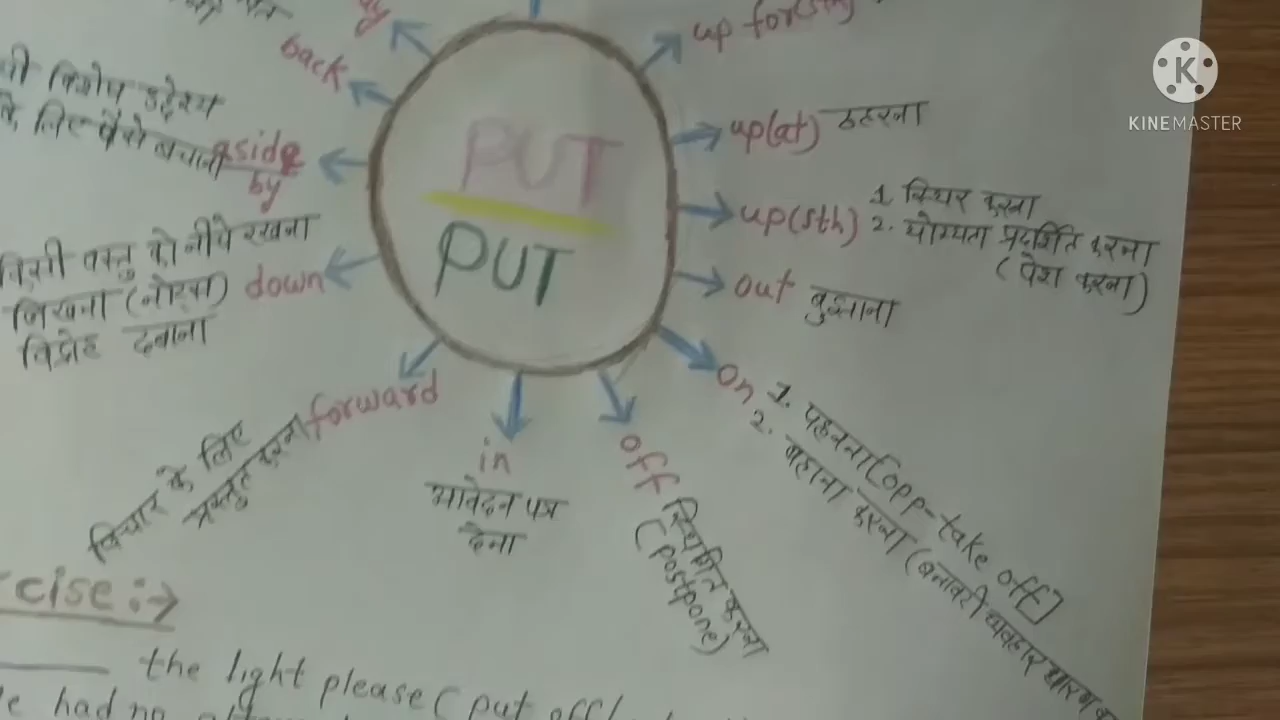 up for
back
up(at) ठहरना
विशेष उद्देश्य
के लिए पैसे बचाना
aside
by
up(sth) 1. स्थिर करना
2. योग्यता प्रदर्शित करना
(पेश करना)
PUT
PUT
out बुझाना
किसी वस्तु को नीचे रखना
लिखना (नोटबुक)
विद्रोह दबाना
down
on 1. पहनना (opp-take off]
2. बहाना करना (बनावटी व्यवहार धारण
forward
विचार के लिए
प्रस्तुत करना
in
आवेदन पत्र
देना
off स्थगित करना
(postpone)
cise:→
the light please (put off/
had no
KINEMASTER